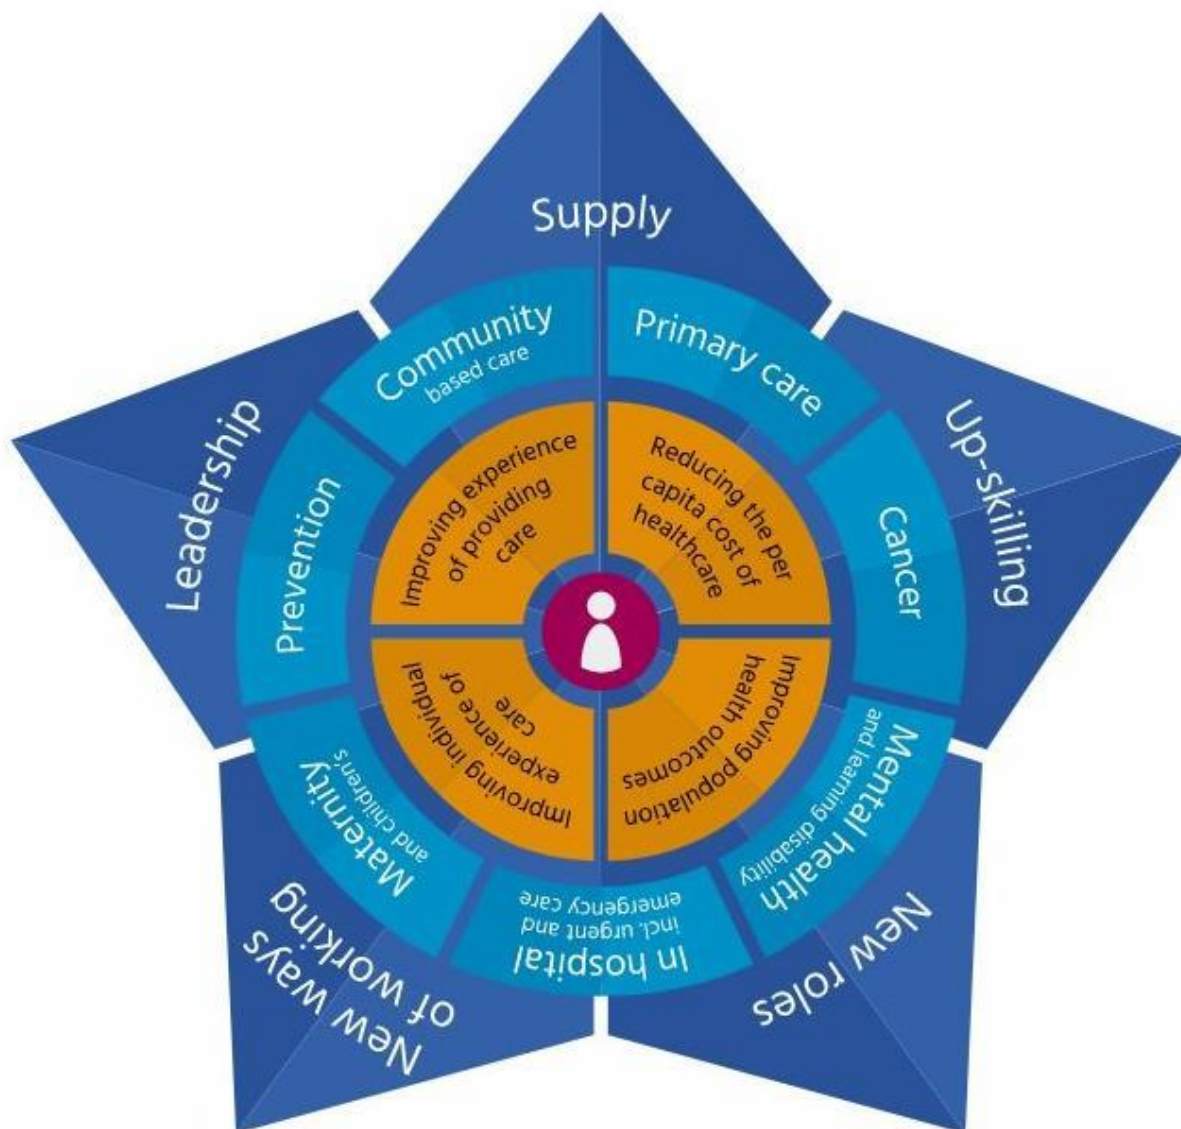 Supply
Up-skilling
New roles
New ways
of working
Leadership
Community
based care
Primary care
Cancer
Mental health
and learning disability
In hospital
incl. urgent and
emergency care
Maternity
and children's
Prevention
Improving experience
of providing
care
Reducing the per
capita cost of
healthcare
Improving population
health outcomes
Improving individual
experience of
care